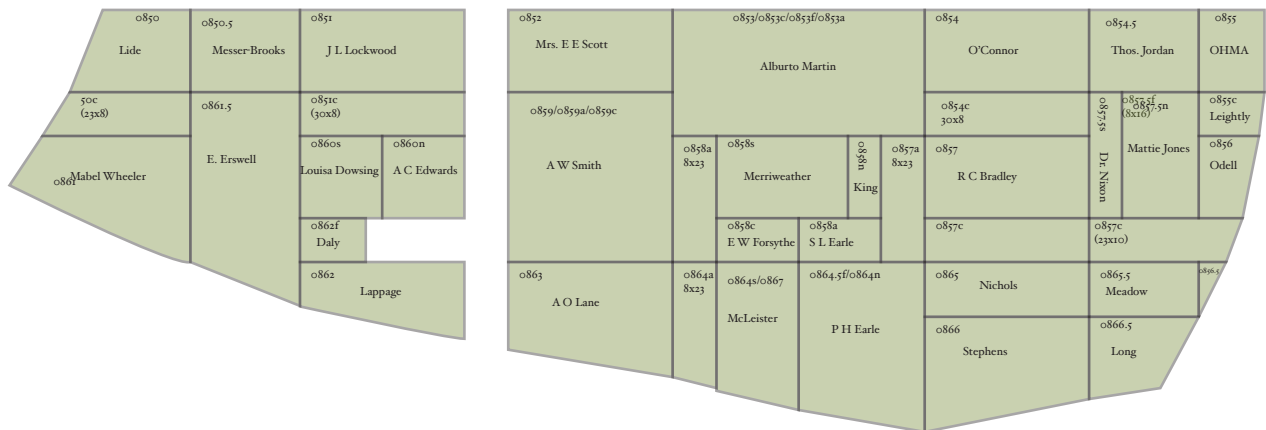 0850
Lide
0850.5
Messer-Brooks
0851
J L Lockwood
0852
Mrs. E E Scott
0853/0853c/0853f/0853a
Alburto Martin
0854
O'Connor
0854.5
Thos. Jordan
0855
OHMA
50c
(23x8)
0861.5
E. Erswell
0851c
(30x8)
0859/0859a/0859c
A W Smith
0854c
30x8
0857.5s
Dr. Nixon
0857.5f
(8x16)
0857.5n
Mattie Jones
0855c
Leightly
0861
Mabel Wheeler
0860s
Louisa Dowsing
0860n
A C Edwards
0858a
8x23
0858s
Merriweather
0858n
King
0857a
8x23
0857
R C Bradley
0856
Odell
0862f
Daly
0858c
E W Forsythe
0858a
S L Earle
0857c
0857c
(23x10)
0862
Lappage
0863
A O Lane
0864a
8x23
0864s/0867
McLeister
0864.5f/0864n
P H Earle
0865
Nichols
0865.5
Meadow
0856.5
0866
Stephens
0866.5
Long